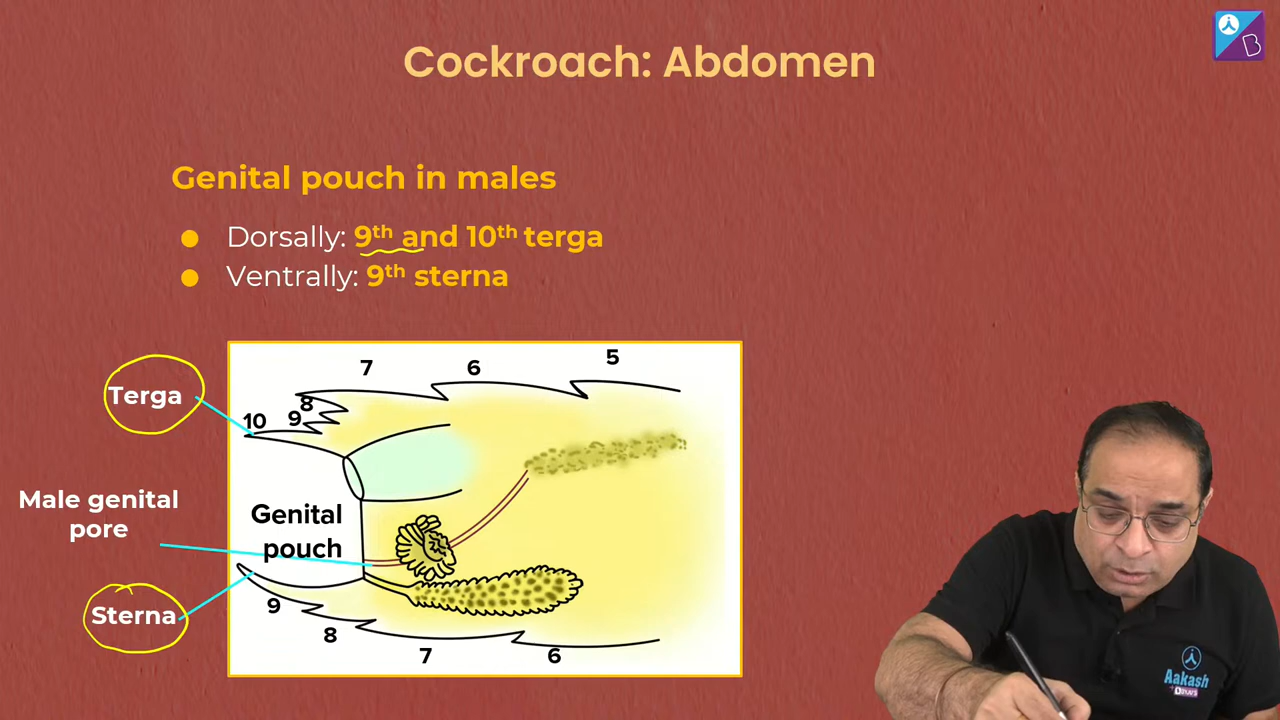 Cockroach: Abdomen
Genital pouch in males
Dorsally: 9th and 10th terga
Ventrally: 9th sterna
7
6
5
8
9
10
Terga
Male genital
pore
Genital
pouch
Sterna
9
8
7
6
Aakash
B